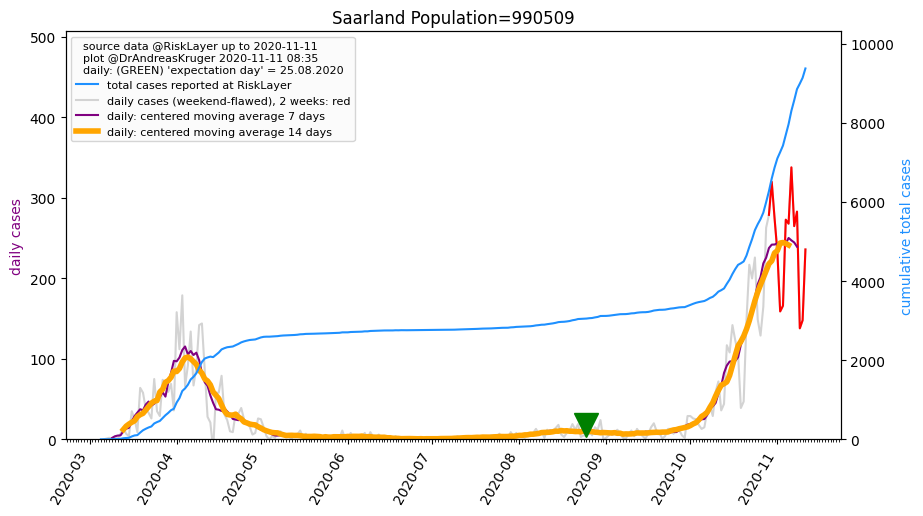 Saarland Population=990509
source data @RiskLayer up to 2020-11-11
plot @DrAndreasKruger 2020-11-11 08:35
daily: (GREEN) 'expectation day' = 25.08.2020
total cases reported at RiskLayer
daily cases (weekend-flawed), 2 weeks: red
daily: centered moving average 7 days
daily: centered moving average 14 days
daily cases
500
400
300
200
100
0
cumulative total cases
10000
8000
6000
4000
2000
0
2020-03
2020-04
2020-05
2020-06
2020-07
2020-08
2020-09
2020-10
2020-11